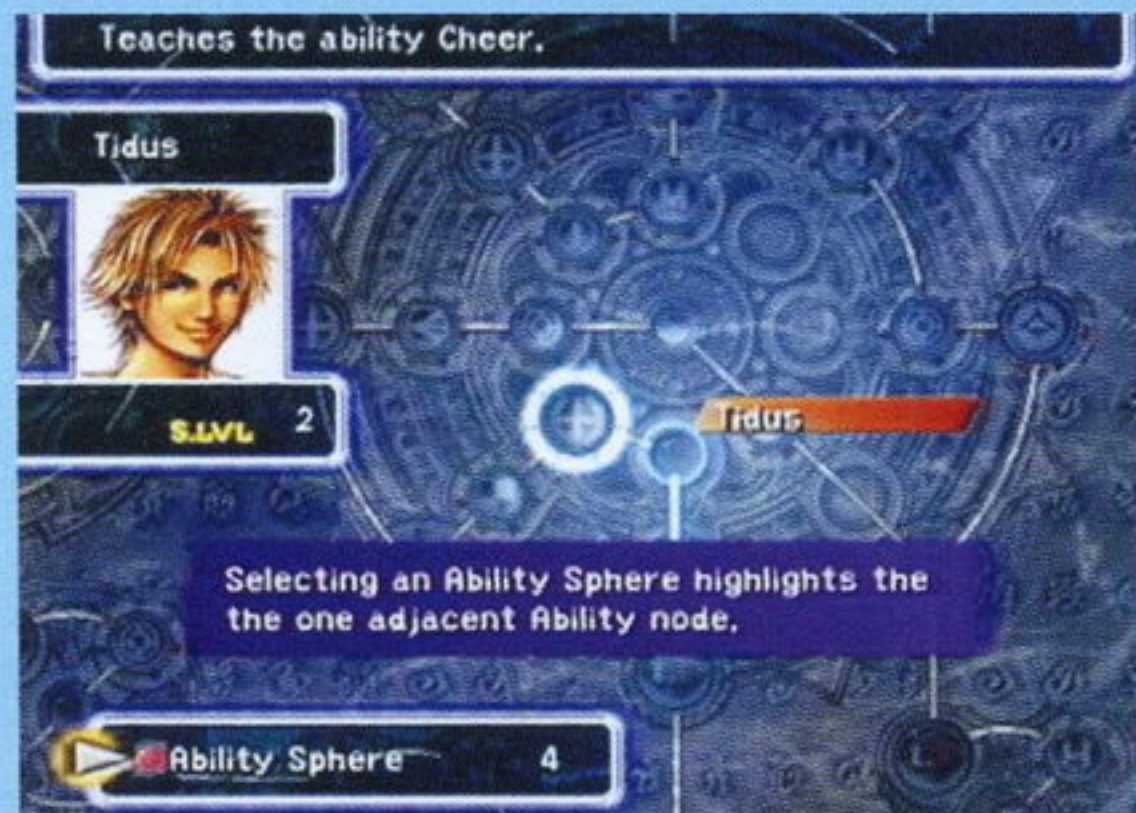 Teaches the ability Cheer.
Tidus
S.LVL 2
Tidus
Selecting an Ability Sphere highlights the
the one adjacent Ability node.
Ability Sphere 4